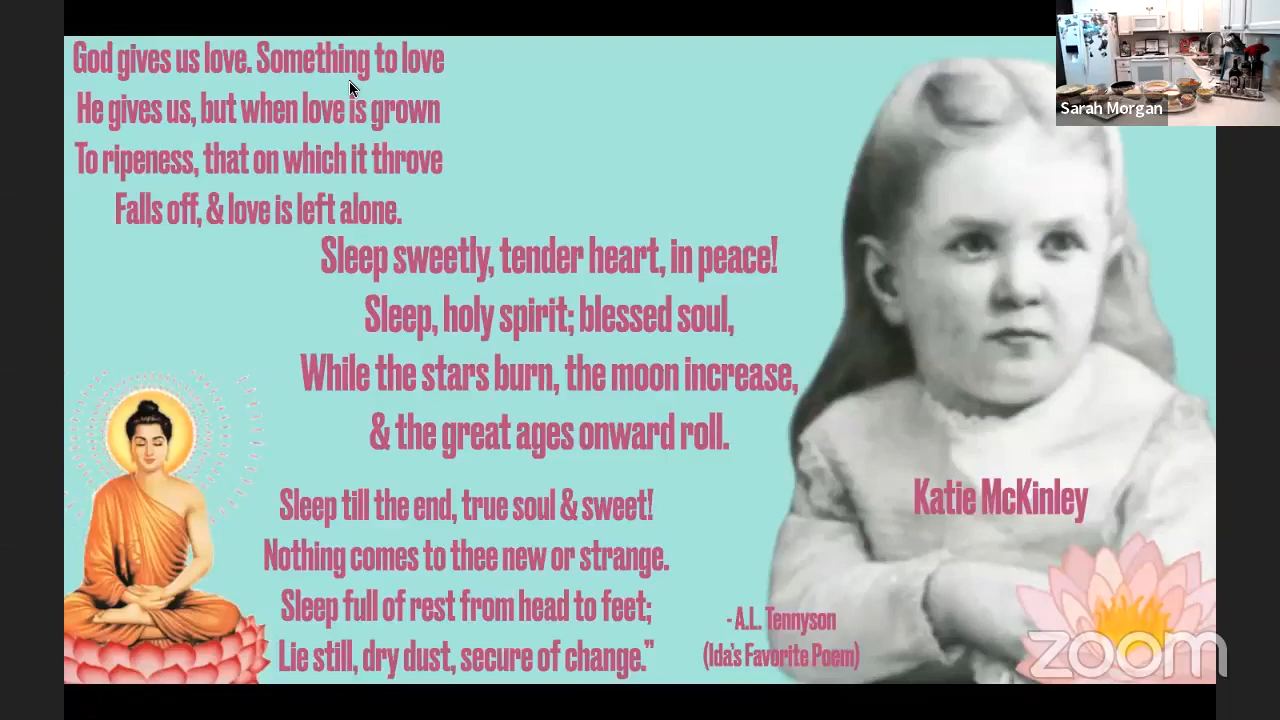 God gives us love. Something to love
He gives us, but when love is grown
To ripeness, that on which it throve
Falls off, & love is left alone.
Sleep sweetly, tender heart, in peace!
Sleep, holy spirit; blessed soul,
While the stars burn, the moon increase,
& the great ages onward roll.
Sleep till the end, true soul & sweet!
Nothing comes to thee new or strange.
Sleep full of rest from head to feet;
Lie still, dry dust, secure of change."
- A.L. Tennyson
(Ida's Favorite Poem)
Katie McKinley
Sarah Morgan
zoom